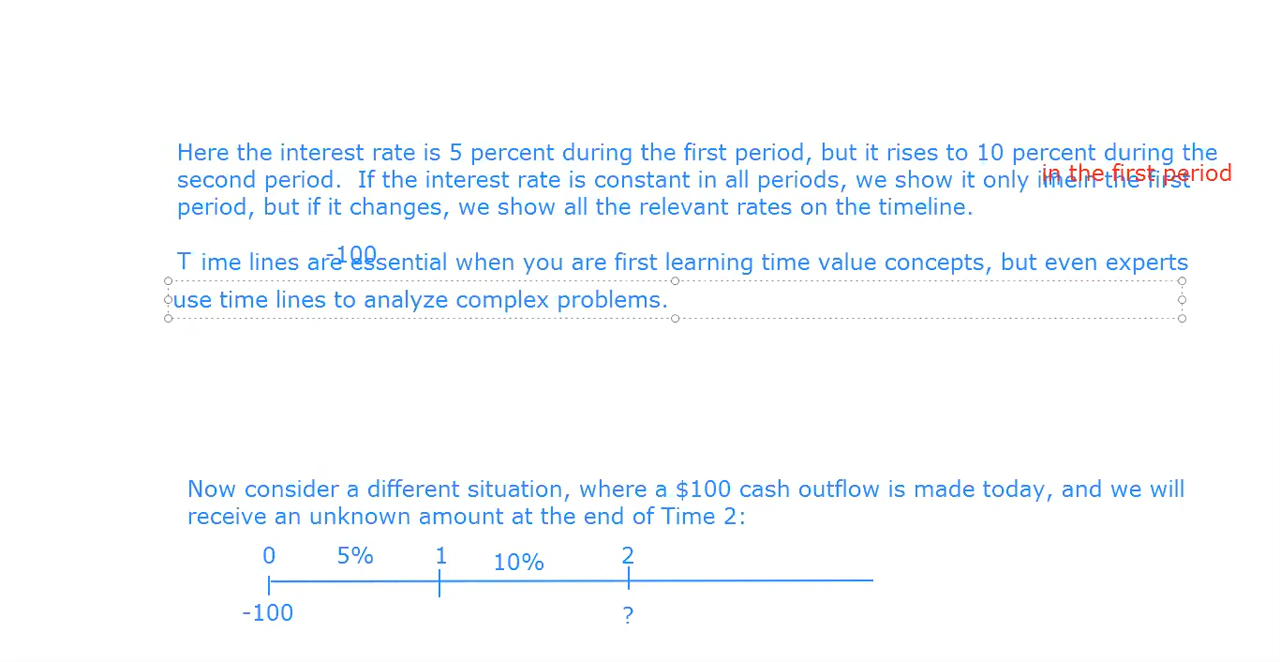 Here the interest rate is 5 percent during the first period, but it rises to 10 percent during the
in the first period
second period. If the interest rate is constant in all periods, we show it only in the first
period, but if it changes, we show all the relevant rates on the timeline.
-100
T ime lines are essential when you are first learning time value concepts, but even experts
use time lines to analyze complex problems.
Now consider a different situation, where a $100 cash outflow is made today, and we will
receive an unknown amount at the end of Time 2:
0 5% 1 10% 2
-100 ?